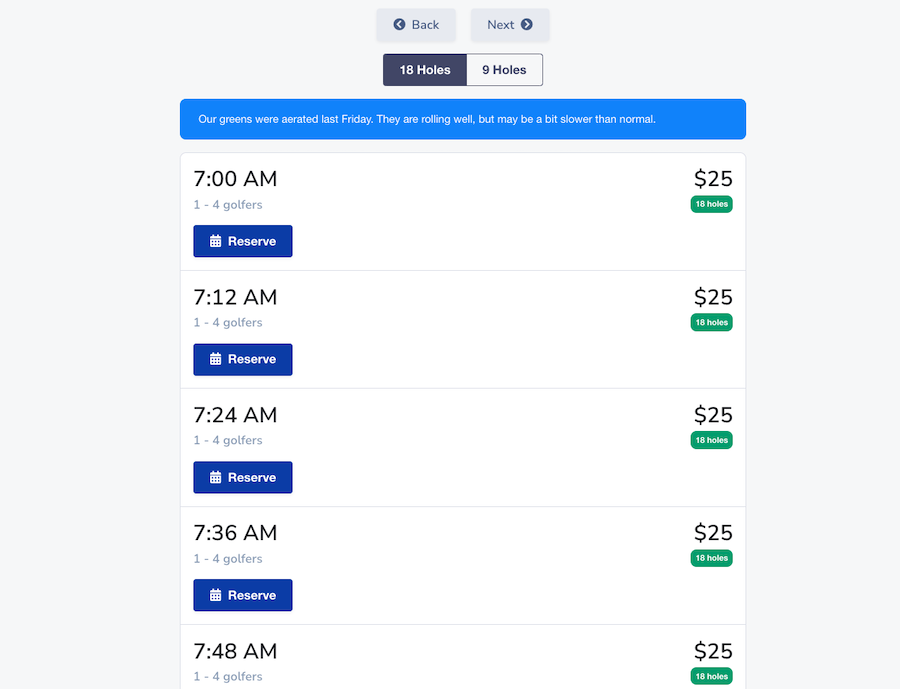 Back Next
18 Holes 9 Holes
Our greens were aerated last Friday. They are rolling well, but may be a bit slower than normal.
7:00 AM $25
1 - 4 golfers 18 holes
Reserve
7:12 AM $25
1 - 4 golfers 18 holes
Reserve
7:24 AM $25
1 - 4 golfers 18 holes
Reserve
7:36 AM $25
1 - 4 golfers 18 holes
Reserve
7:48 AM $25
1 - 4 golfers 18 holes